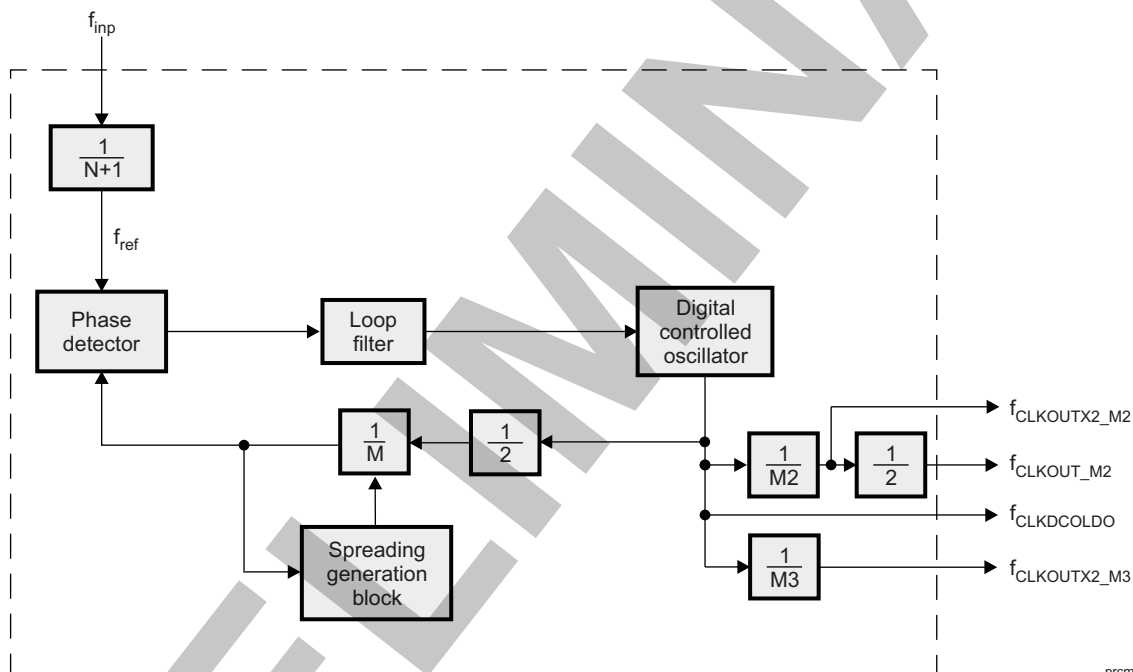 f_inp
1
N+1
f_ref
Phase
detector
Loop
filter
Digital
controlled
oscillator
f_CLKOUTX2_M2
1
M
1
2
1
M2
1
2
f_CLKOUT_M2
f_CLKDCOLDO
Spreading
generation
block
1
M3
f_CLKOUTX2_M3